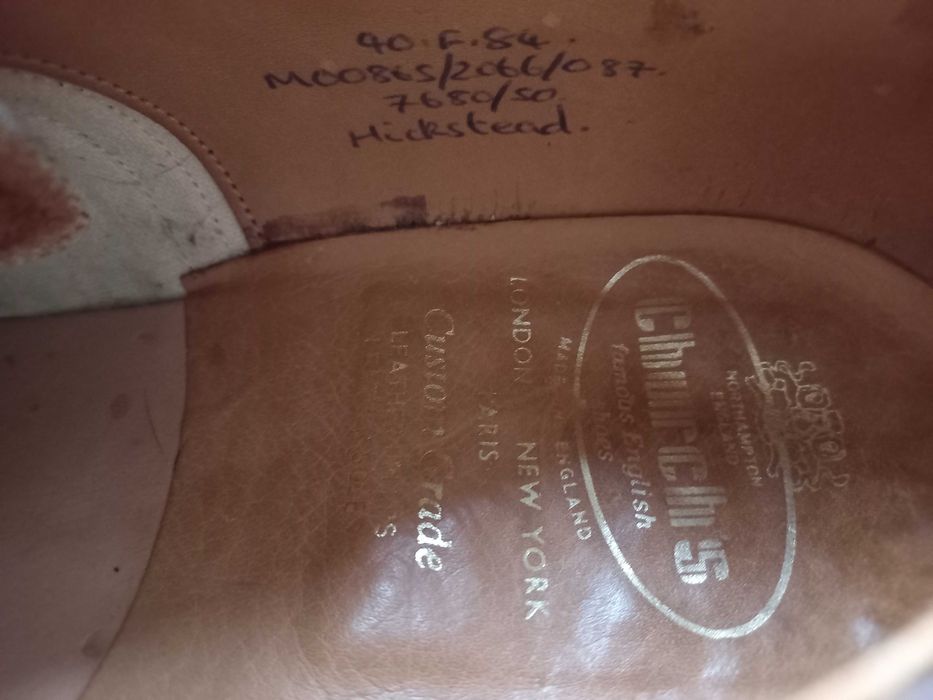 40.F.84.
M00865/2066/087.
7680/50.
Hickstead.
Church's
famous English
shoes
NORTHAMPTON
ENGLAND
MADE IN ENGLAND
LONDON NEW YORK
PARIS
Custom Grade
LEATHER